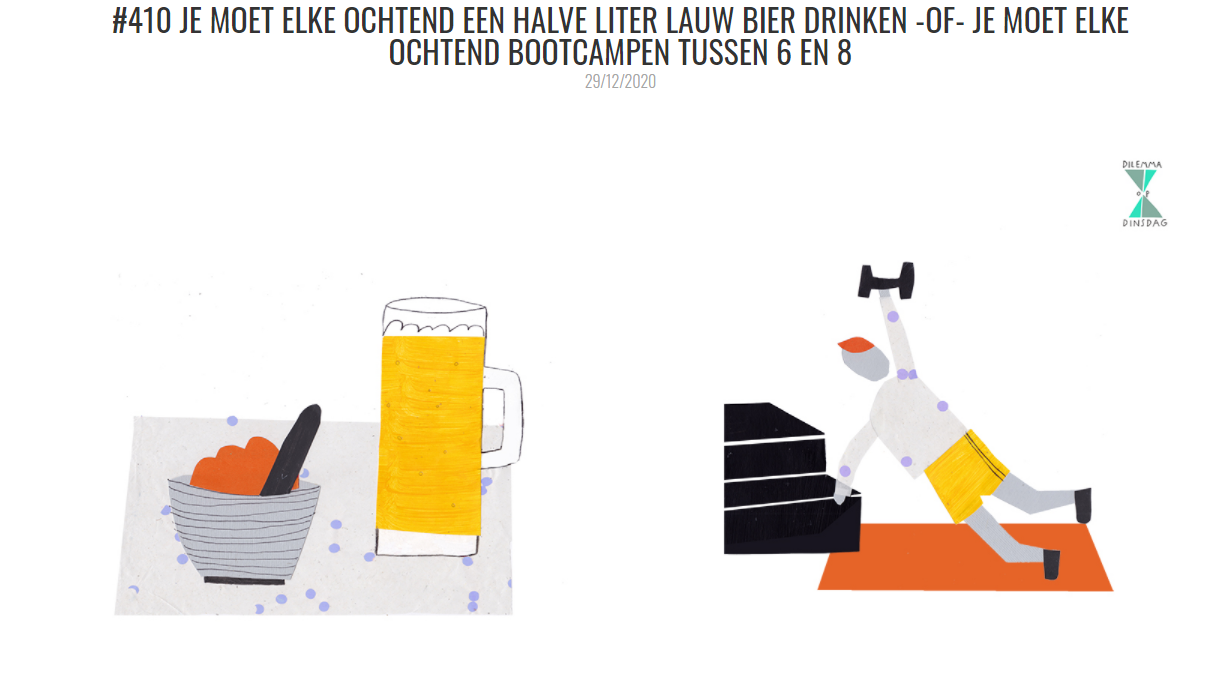 #410 JE MOET ELKE OCHTEND EEN HALVE LITER LAUW BIER DRINKEN -OF- JE MOET ELKE
OCHTEND BOOTCAMPEN TUSSEN 6 EN 8
29/12/2020
DILEMMA
OP
DINSDAG